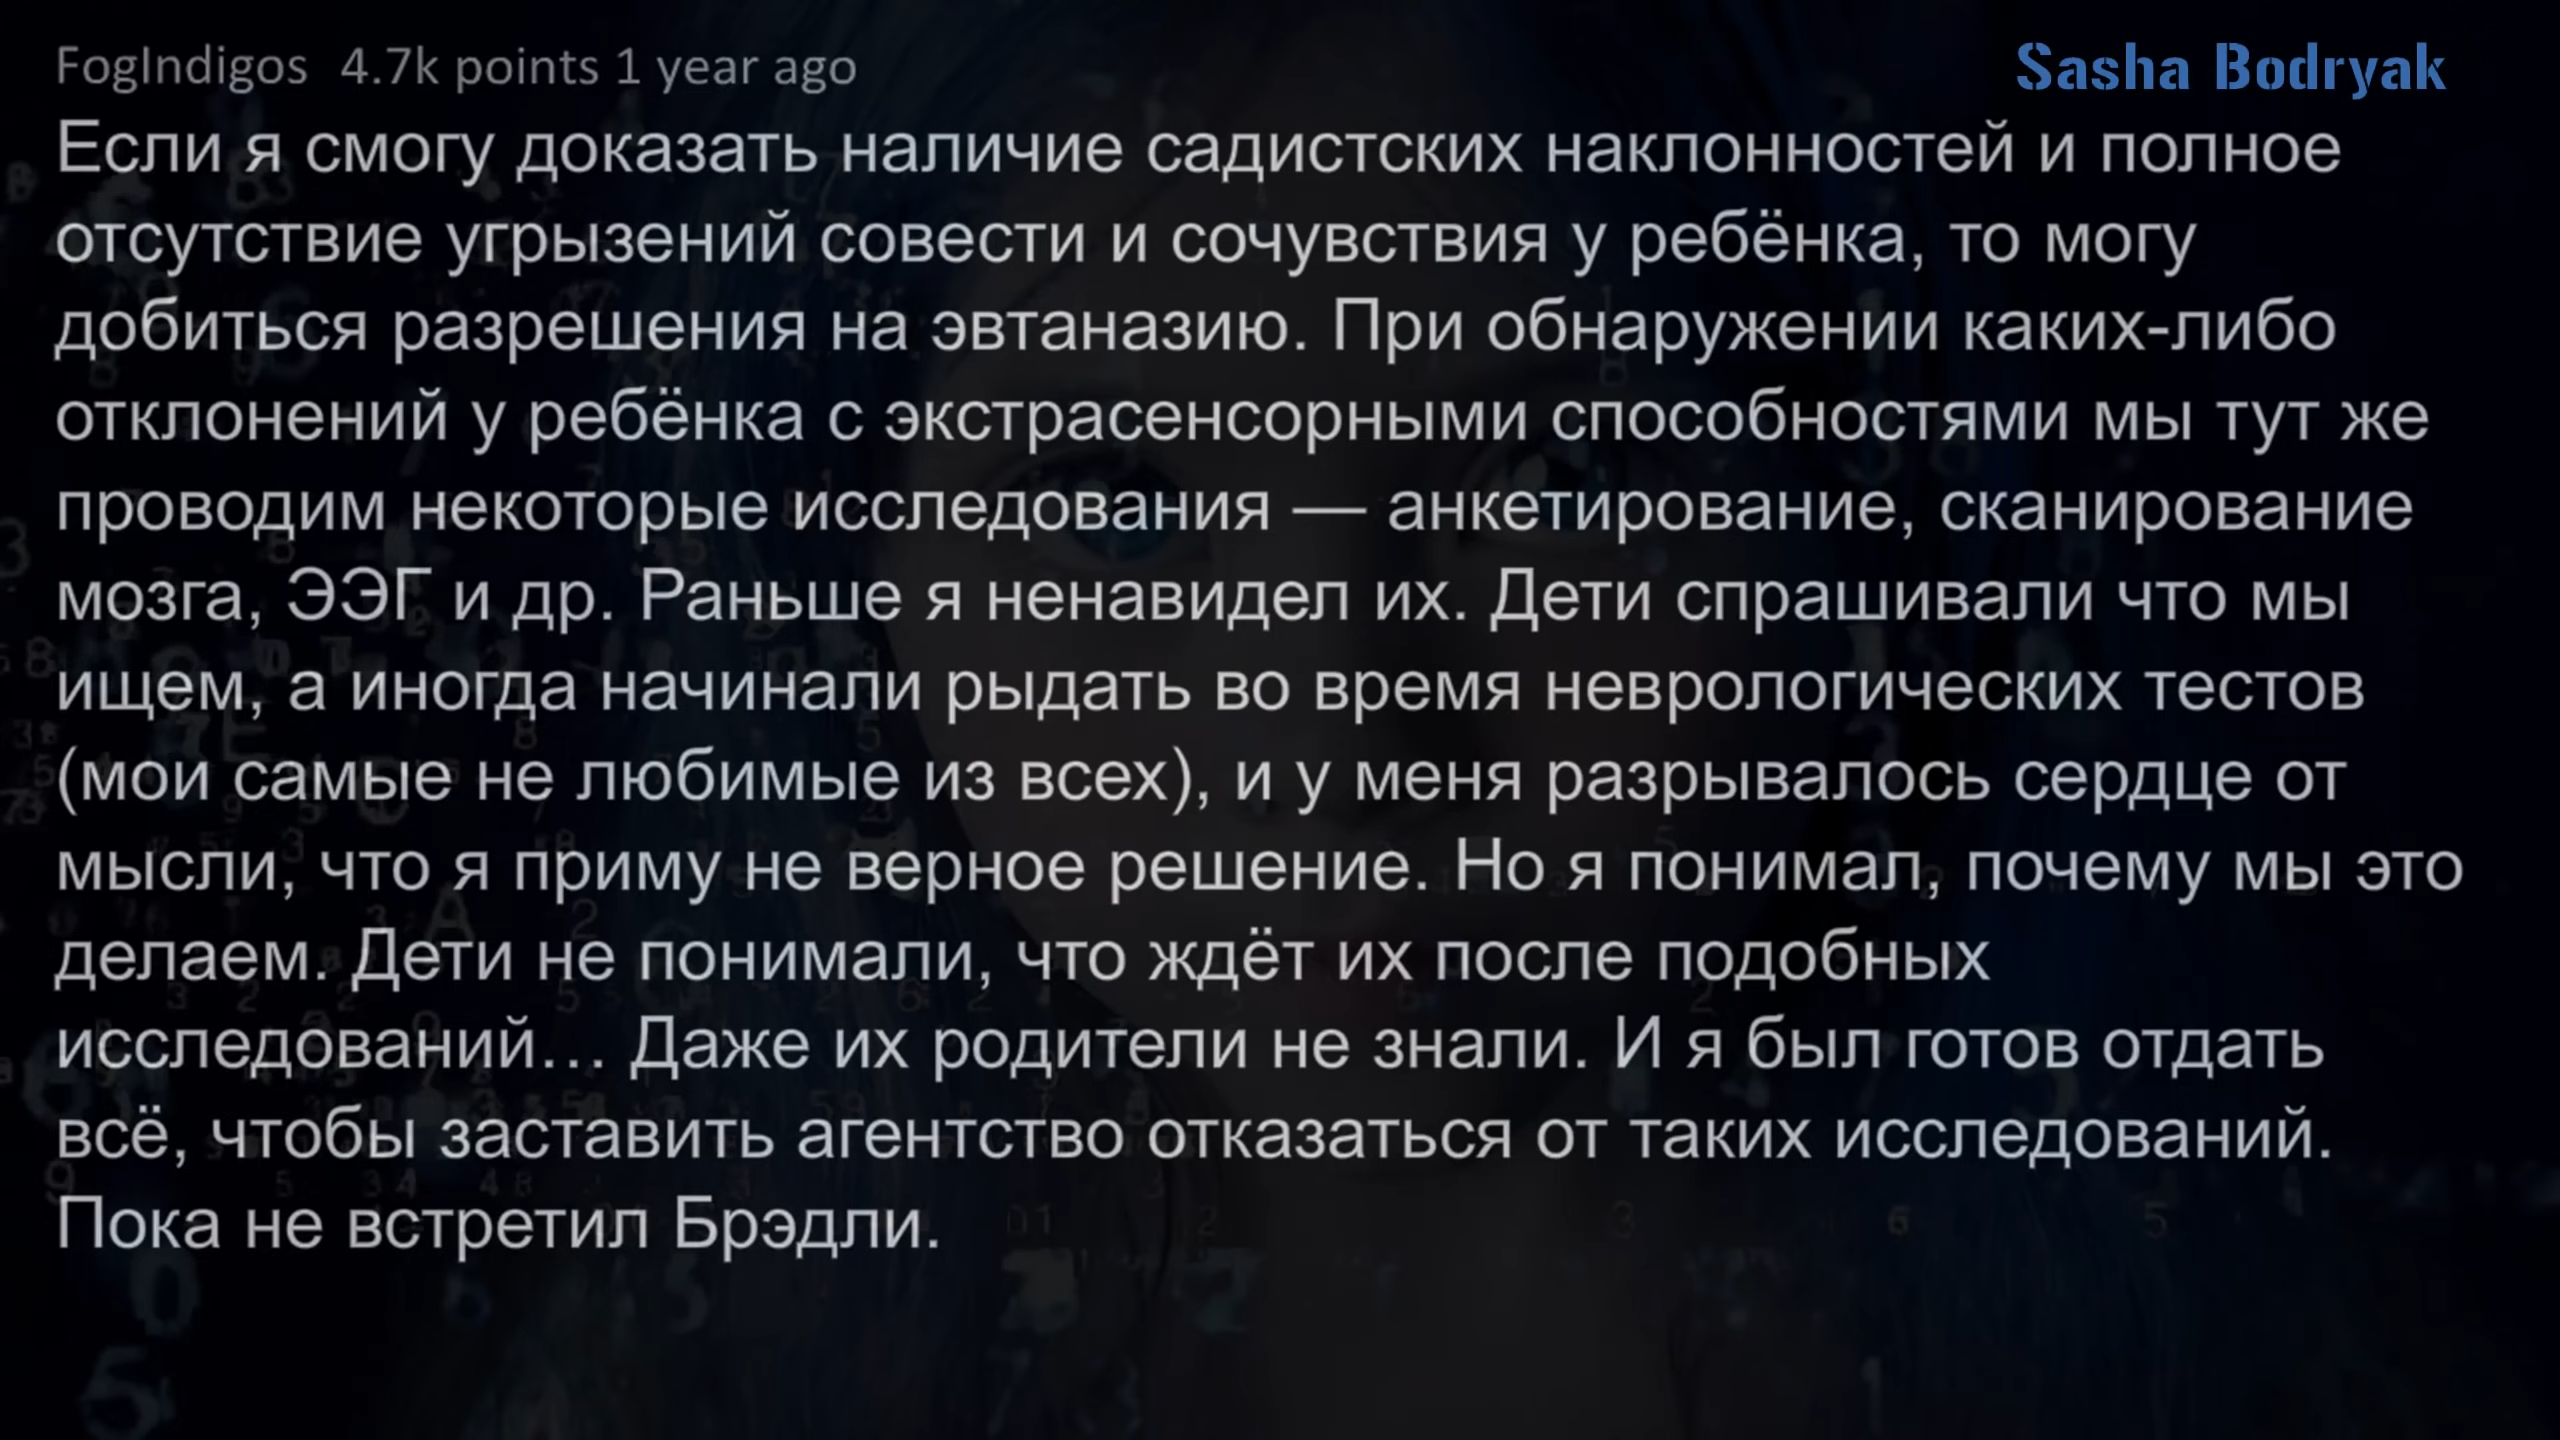 FogIndigos 4.7k points 1 year ago
Sasha Bodryak
Если я смогу доказать наличие садистских наклонностей и полное
отсутствие угрызений совести и сочувствия у ребёнка, то могу
добиться разрешения на эвтаназию. При обнаружении каких-либо
отклонений у ребёнка с экстрасенсорными способностями мы тут же
проводим некоторые исследования — анкетирование, сканирование
мозга, ЭЭГ и др. Раньше я ненавидел их. Дети спрашивали что мы
ищем, а иногда начинали рыдать во время неврологических тестов
(мои самые не любимые из всех), и у меня разрывалось сердце от
мысли, что я приму не верное решение. Но я понимал, почему мы это
делаем. Дети не понимали, что ждёт их после подобных
исследований… Даже их родители не знали. И я был готов отдать
всё, чтобы заставить агентство отказаться от таких исследований.
Пока не встретил Брэдли.